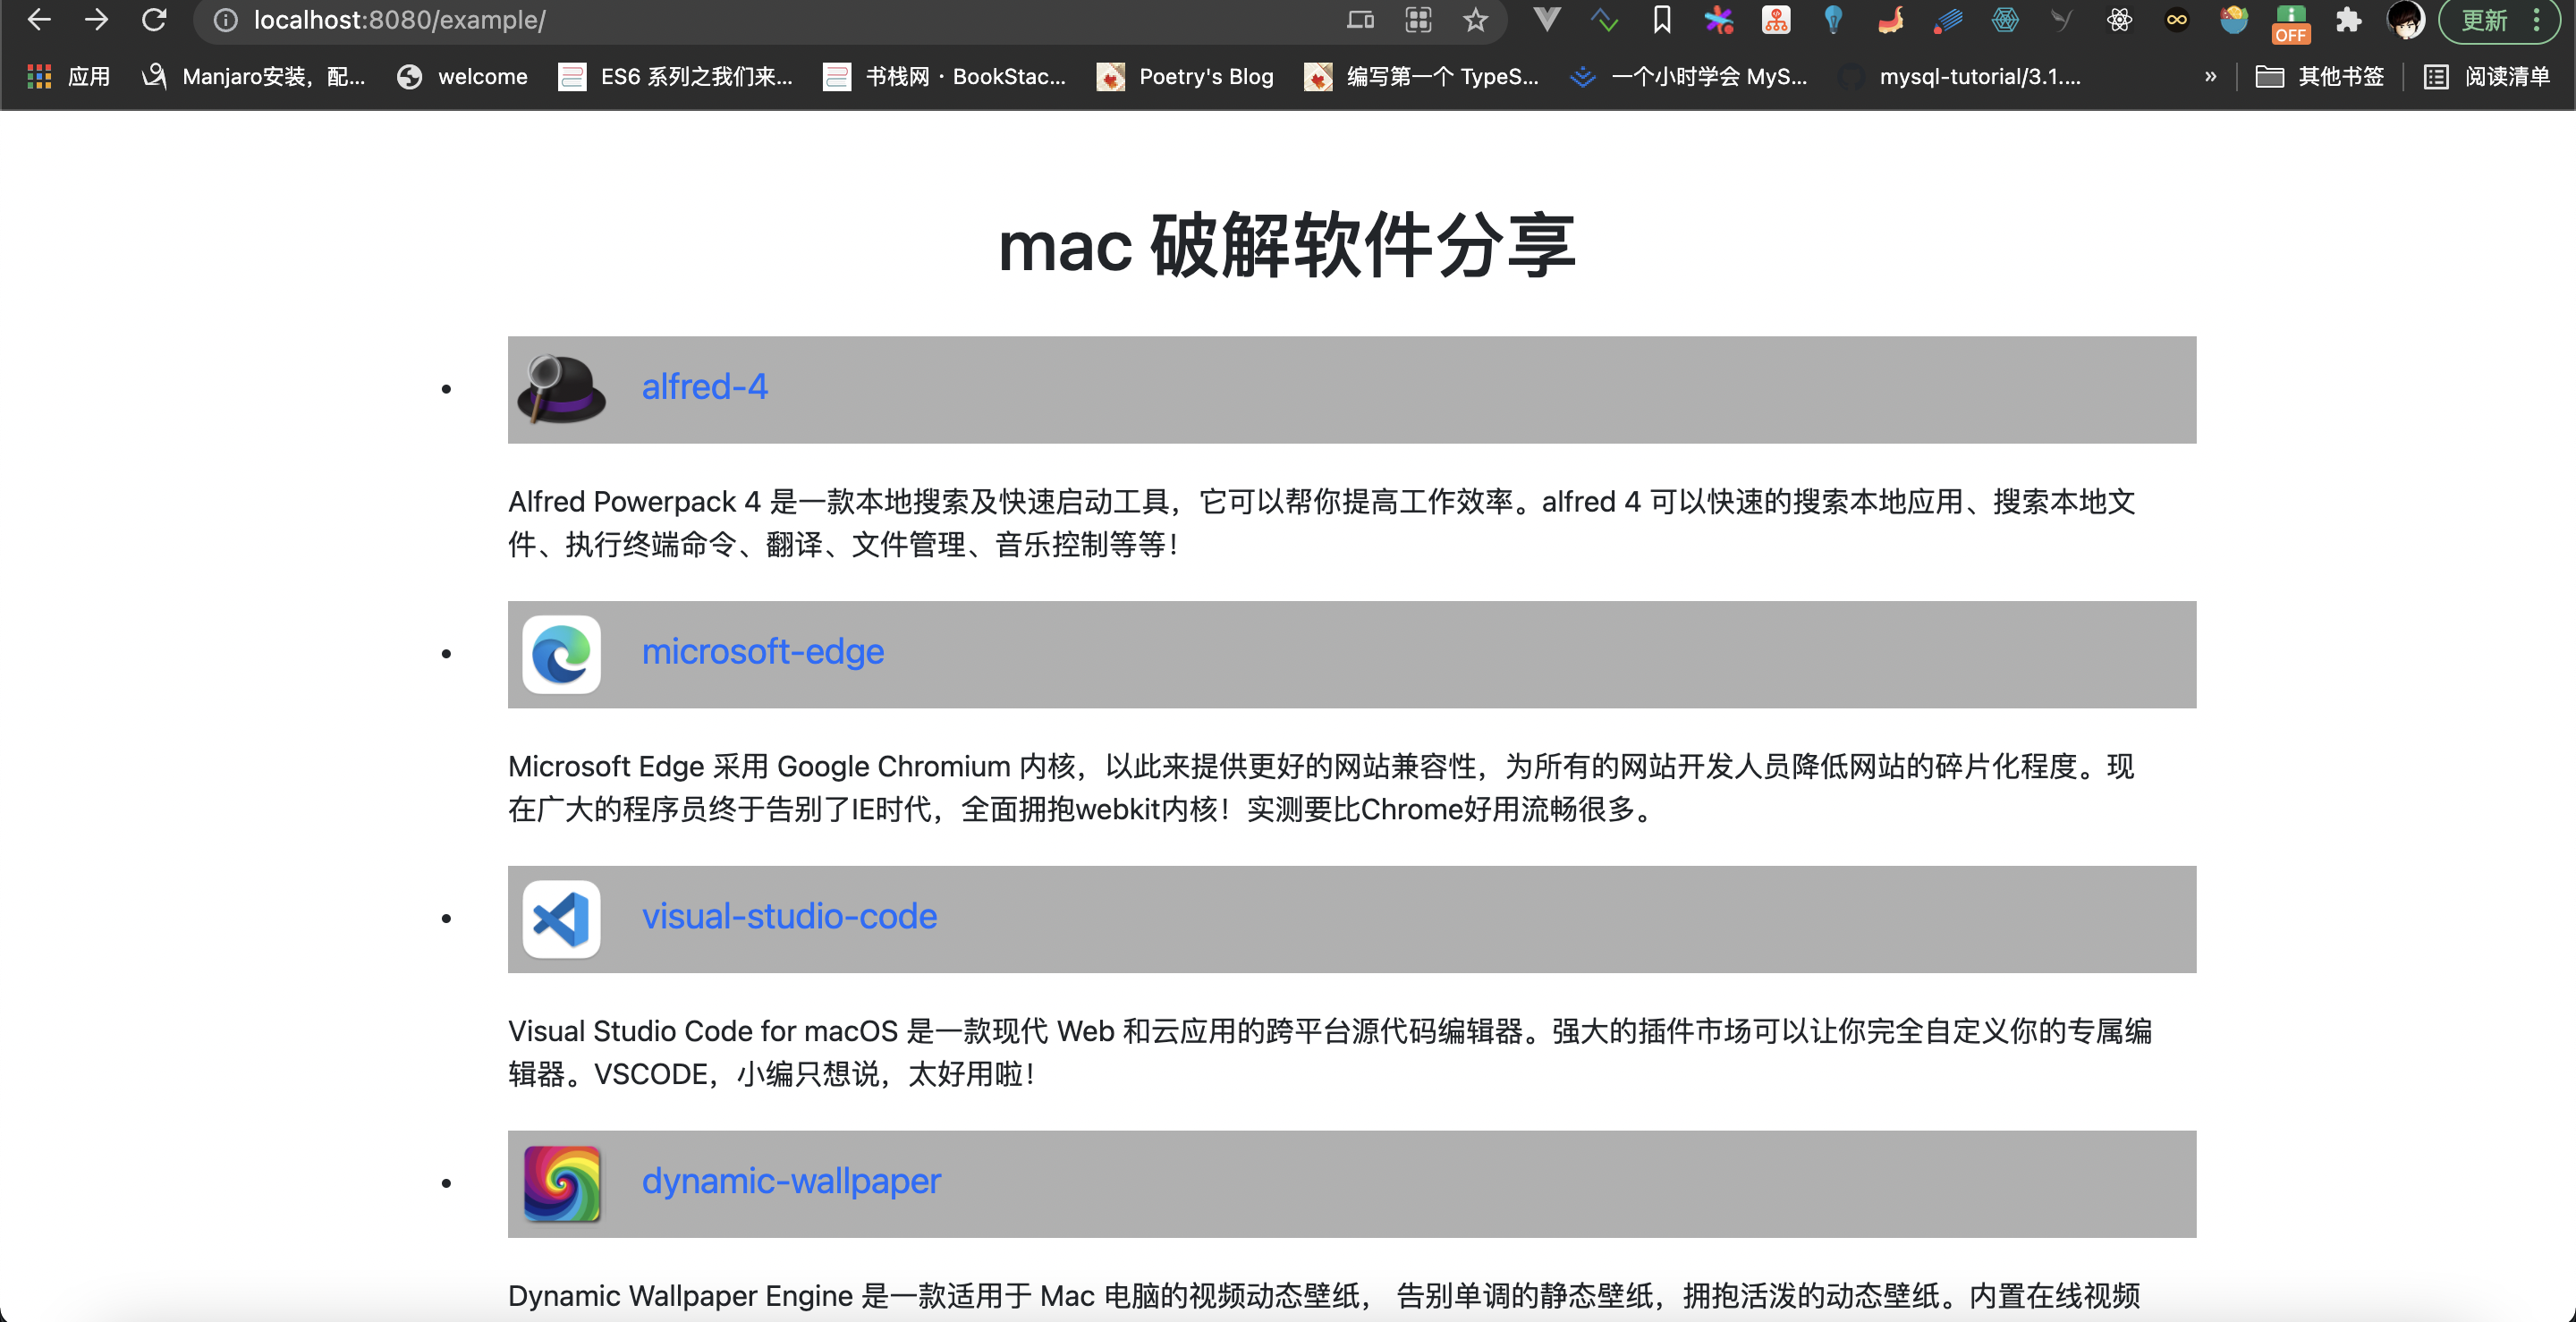 localhost:8080/example/
更新
OFF
应用 Manjaro安装，配... welcome ES6 系列之我们来... 书栈网 · BookStac... Poetry's Blog 编写第一个 TypeS... 一个小时学会 MyS... mysql-tutorial/3.1.... » 其他书签 阅读清单
mac 破解软件分享
alfred-4
Alfred Powerpack 4 是一款本地搜索及快速启动工具，它可以帮你提高工作效率。alfred 4 可以快速的搜索本地应用、搜索本地文
件、执行终端命令、翻译、文件管理、音乐控制等等！
microsoft-edge
Microsoft Edge 采用 Google Chromium 内核，以此来提供更好的网站兼容性，为所有的网站开发人员降低网站的碎片化程度。现
在广大的程序员终于告别了IE时代，全面拥抱webkit内核！实测要比Chrome好用流畅很多。
visual-studio-code
Visual Studio Code for macOS 是一款现代 Web 和云应用的跨平台源代码编辑器。强大的插件市场可以让你完全自定义你的专属编
辑器。VSCODE，小编只想说，太好用啦！
dynamic-wallpaper
Dynamic Wallpaper Engine 是一款适用于 Mac 电脑的视频动态壁纸， 告别单调的静态壁纸，拥抱活泼的动态壁纸。内置在线视频